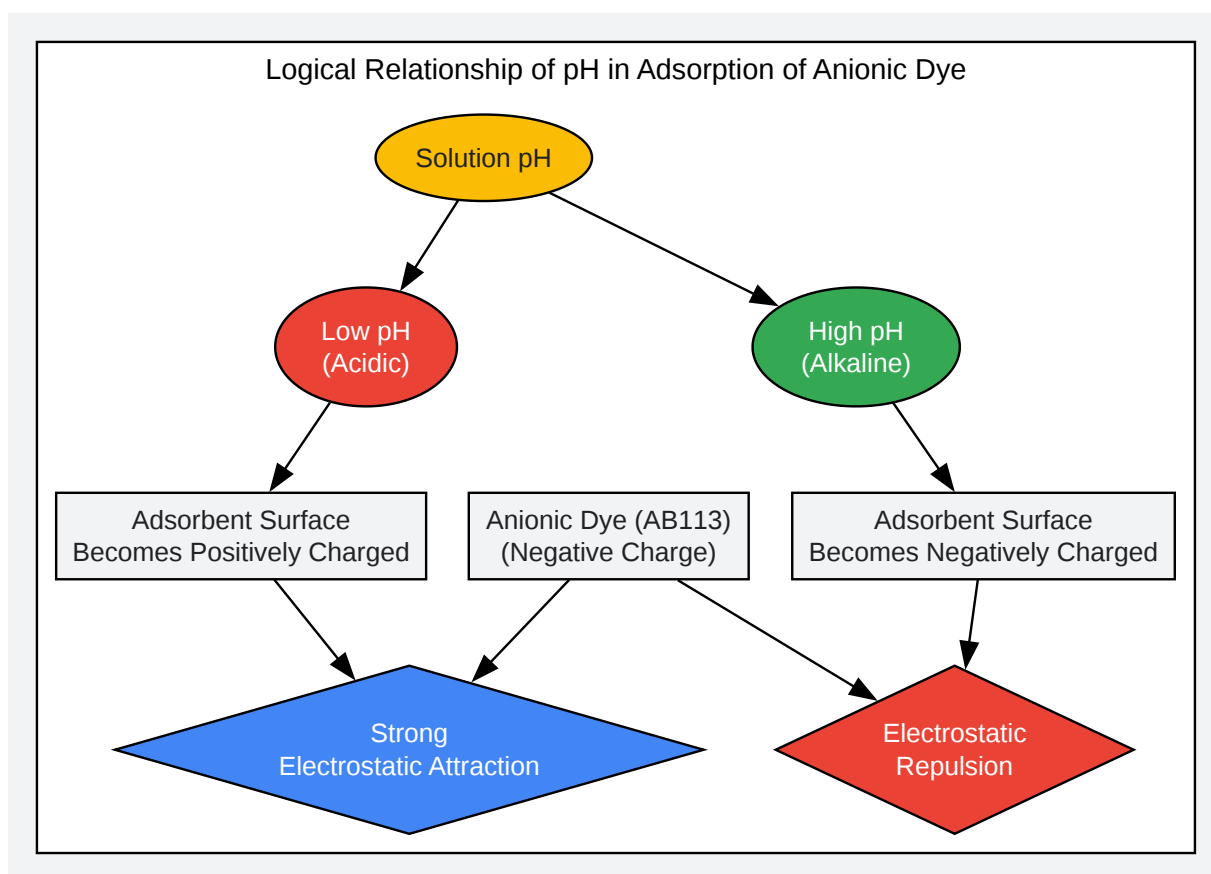 Logical Relationship of pH in Adsorption of Anionic Dye
Solution pH
Low pH
(Acidic)
High pH
(Alkaline)
Adsorbent Surface
Becomes Positively Charged
Anionic Dye (AB113)
(Negative Charge)
Adsorbent Surface
Becomes Negatively Charged
Strong
Electrostatic Attraction
Electrostatic
Repulsion